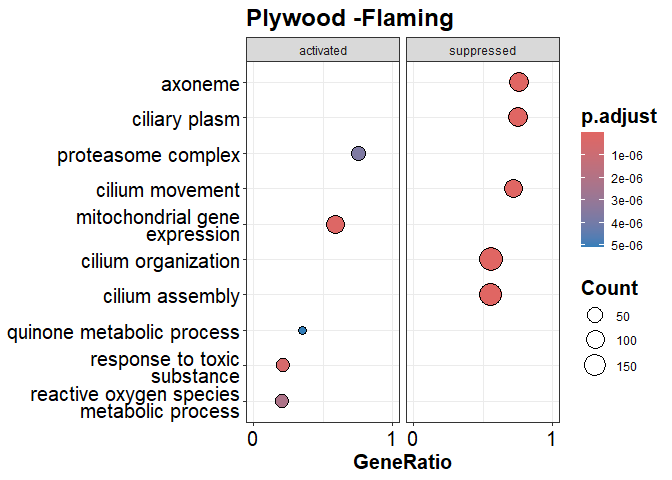 Plywood -Flaming
activated
suppressed
axoneme
ciliary plasm
proteasome complex
cilium movement
mitochondrial gene
expression
cilium organization
cilium assembly
quinone metabolic process
response to toxic
substance
reactive oxygen species
metabolic process
0
1
0
1
GeneRatio
p.adjust
1e-06
2e-06
3e-06
4e-06
5e-06
Count
50
100
150